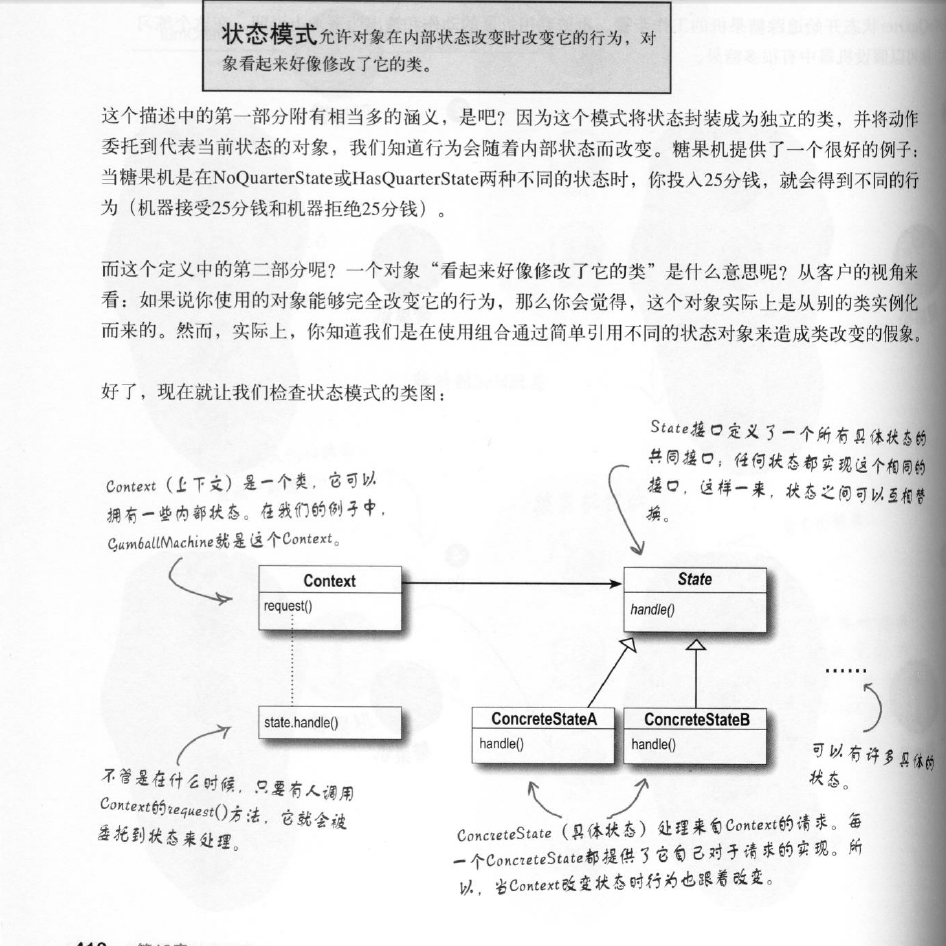 状态模式允许对象在内部状态改变时改变它的行为，对
象看起来好像修改了它的类。
这个描述中的第一部分附有相当多的涵义，是吧？因为这个模式将状态封装成为独立的类，并将动作
委托到代表当前状态的对象，我们知道行为会随着内部状态而改变。糖果机提供了一个很好的例子：
当糖果机是在NoQuarterState或HasQuarterState两种不同的状态时，你投入25分钱，就会得到不同的行
为（机器接受25分钱和机器拒绝25分钱）。
而这个定义中的第二部分呢？一个对象“看起来好像修改了它的类”是什么意思呢？从客户的视角来
看：如果说你使用的对象能够完全改变它的行为，那么你会觉得，这个对象实际上是从别的类实例化
而来的。然而，实际上，你知道我们是在使用组合通过简单引用不同的状态对象来造成类改变的假象。
好了，现在就让我们检查状态模式的类图：
State接口定义了一个所有具体状态的
共同接口；任何状态都实现这个相同的
接口，这样一来，状态之间可以互相替
换。
Context（上下文）是一个类，它可以
拥有一些内部状态。在我们的例子中，
GumballMachine就是这个Context。
Context
request()
State
handle()
state.handle()
ConcreteStateA
handle()
ConcreteStateB
handle()
......
可以有许多具体的
状态。
不管是在什么时候，只要有人调用
Context的request()方法，它就会被
委托到状态来处理。
ConcreteState（具体状态）处理来自Context的请求。每
一个ConcreteState都提供了它自己对于请求的实现。所
以，当Context改变状态时行为也跟着改变。